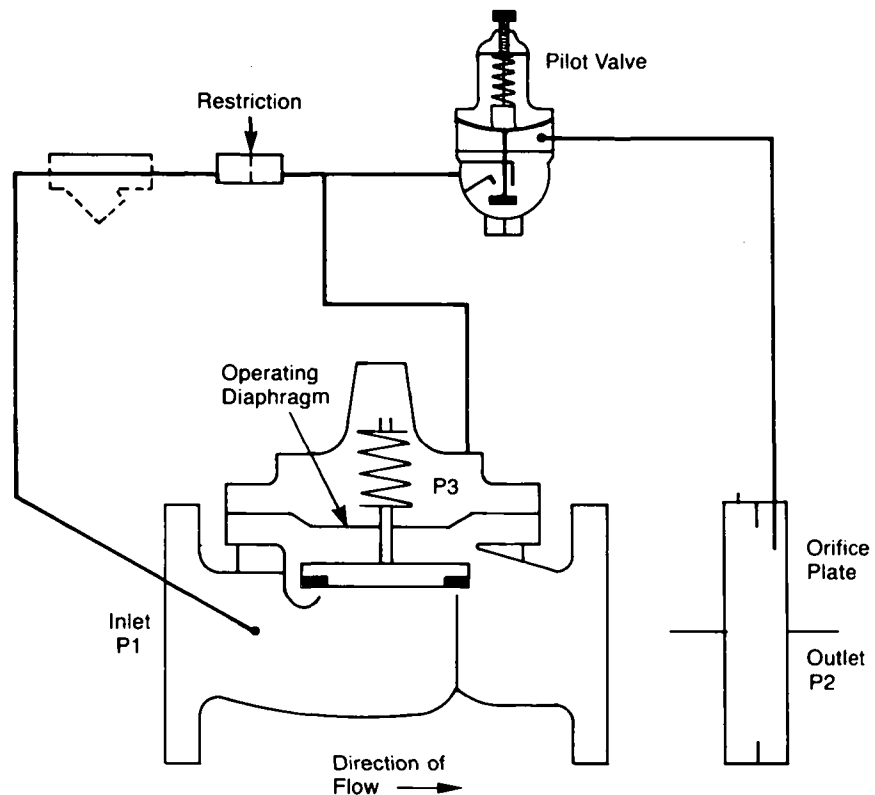 Pilot Valve
Restriction
Operating
Diaphragm
P3
Orifice
Plate
Inlet
P1
Outlet
P2
Direction of
Flow